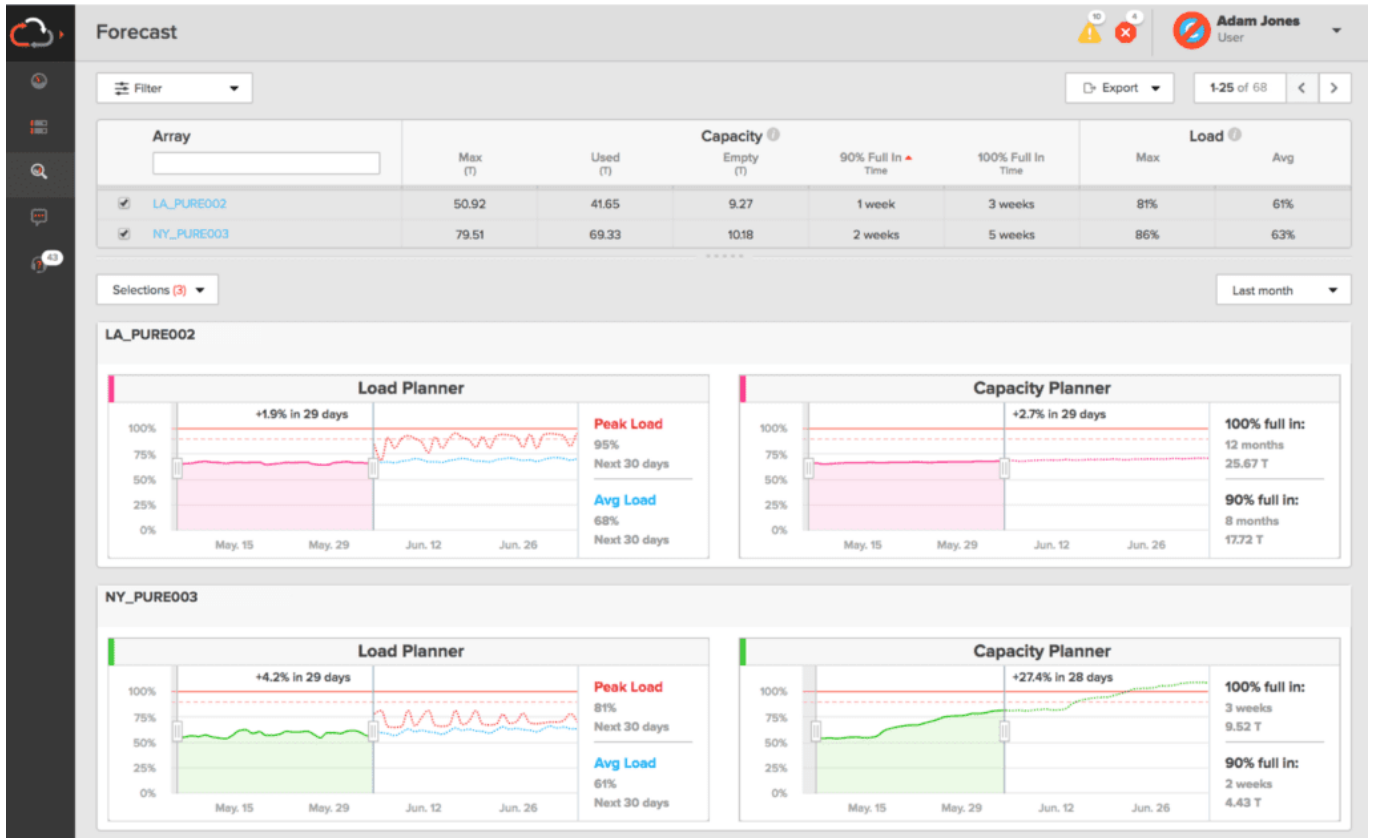 Forecast
10
4
Adam Jones
User
Filter
Export
1-25 of 68
Array
Capacity
Load
Max
(T)
Used
(T)
Empty
(T)
90% Full In
Time
100% Full In
Time
Max
Avg
LA_PURE002 50.92 41.65 9.27 1 week 3 weeks 81% 61%
NY_PURE003 79.51 69.33 10.18 2 weeks 5 weeks 86% 63%
43
Selections (3)
Last month
LA_PURE002
Load Planner
+1.9% in 29 days
100%
75%
50%
25%
0%
May. 15 May. 29 Jun. 12 Jun. 26
Peak Load
95%
Next 30 days
Avg Load
68%
Next 30 days
Capacity Planner
+2.7% in 29 days
100%
75%
50%
25%
0%
May. 15 May. 29 Jun. 12 Jun. 26
100% full in:
12 months
25.67 T
90% full in:
8 months
17.72 T
NY_PURE003
Load Planner
+4.2% in 29 days
100%
75%
50%
25%
0%
May. 15 May. 29 Jun. 12 Jun. 26
Peak Load
81%
Next 30 days
Avg Load
61%
Next 30 days
Capacity Planner
+27.4% in 28 days
100%
75%
50%
25%
0%
May. 15 May. 29 Jun. 12 Jun. 26
100% full in:
3 weeks
9.52 T
90% full in:
2 weeks
4.43 T